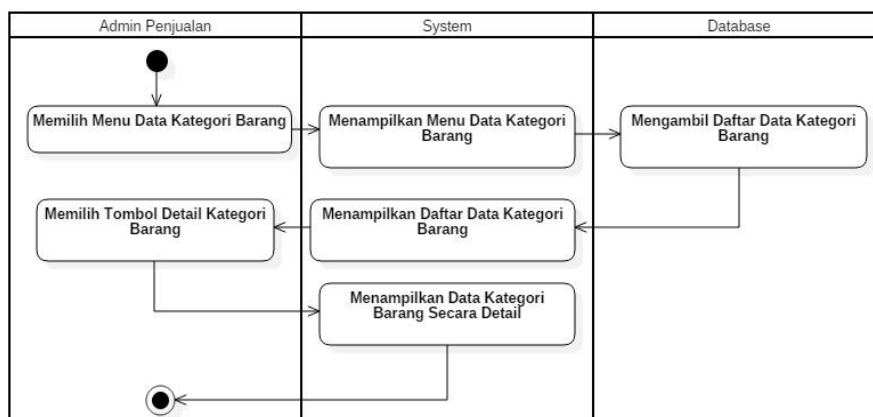 Admin Penjualan
System
Database
Memilih Menu Data Kategori Barang
Menampilkan Menu Data Kategori
Barang
Mengambil Daftar Data Kategori
Barang
Memilih Tombol Detail Kategori
Barang
Menampilkan Daftar Data Kategori
Barang
Menampilkan Data Kategori
Barang Secara Detail